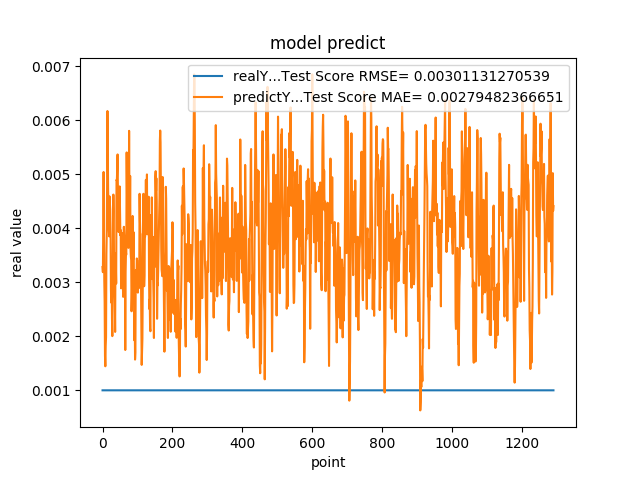 model predict
realY...Test Score RMSE= 0.00301131270539
predictY...Test Score MAE= 0.00279482366651
0.007
0.006
0.005
0.004
0.003
0.002
0.001
real value
0 200 400 600 800 1000 1200
point